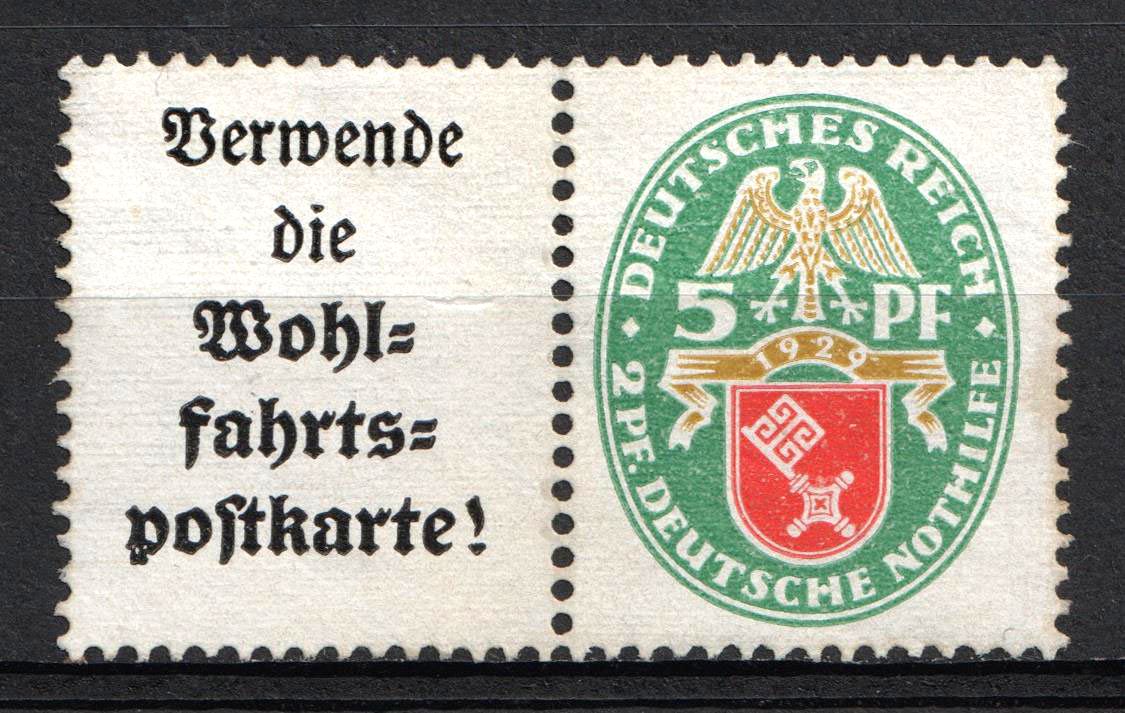 Verwende
die
Wohl=
fahrts=
postkarte!
DEUTSCHES REICH
5 PF
1929
2 PF. DEUTSCHE NOTHILFE